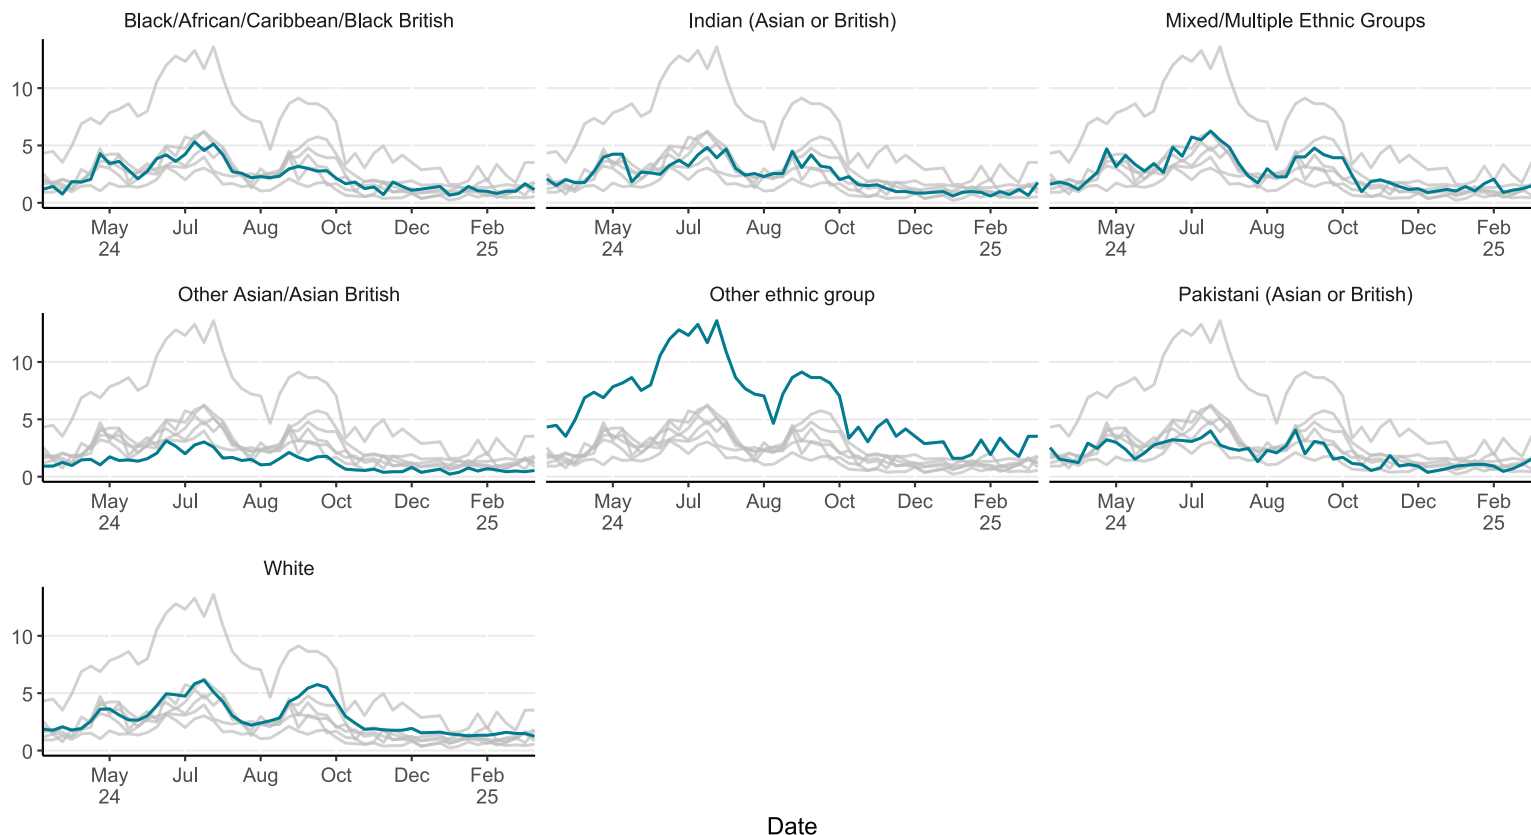 Black/African/Caribbean/Black British
Indian (Asian or British)
Mixed/Multiple Ethnic Groups
10
5
0
May Jul Aug Oct Dec Feb
24 25
May Jul Aug Oct Dec Feb
24 25
May Jul Aug Oct Dec Feb
24 25
Other Asian/Asian British
Other ethnic group
Pakistani (Asian or British)
10
5
0
May Jul Aug Oct Dec Feb
24 25
May Jul Aug Oct Dec Feb
24 25
May Jul Aug Oct Dec Feb
24 25
White
10
5
0
May Jul Aug Oct Dec Feb
24 25
Date